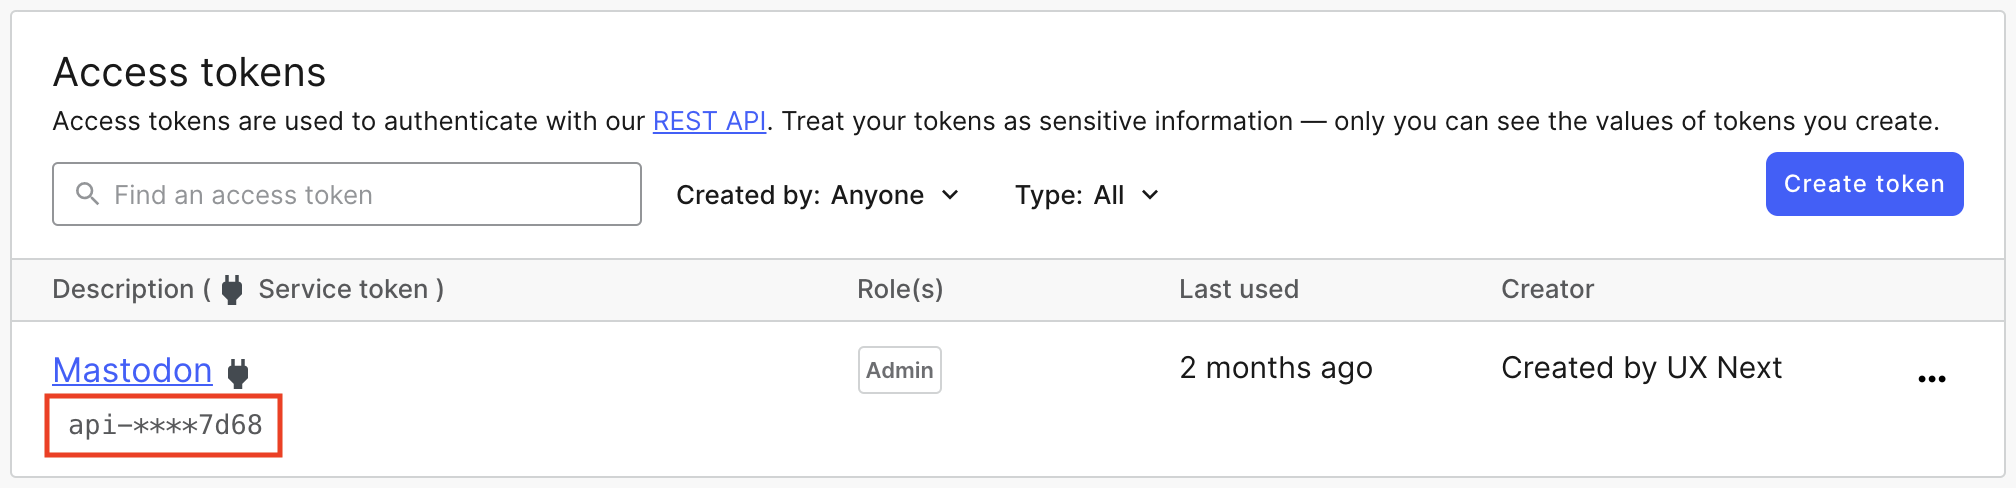 Access tokens
Access tokens are used to authenticate with our REST API. Treat your tokens as sensitive information — only you can see the values of tokens you create.
Find an access token
Created by: Anyone
Type: All
Create token
Description ( Service token )
Role(s)
Last used
Creator
Mastodon
Admin
2 months ago
Created by UX Next
api-****7d68